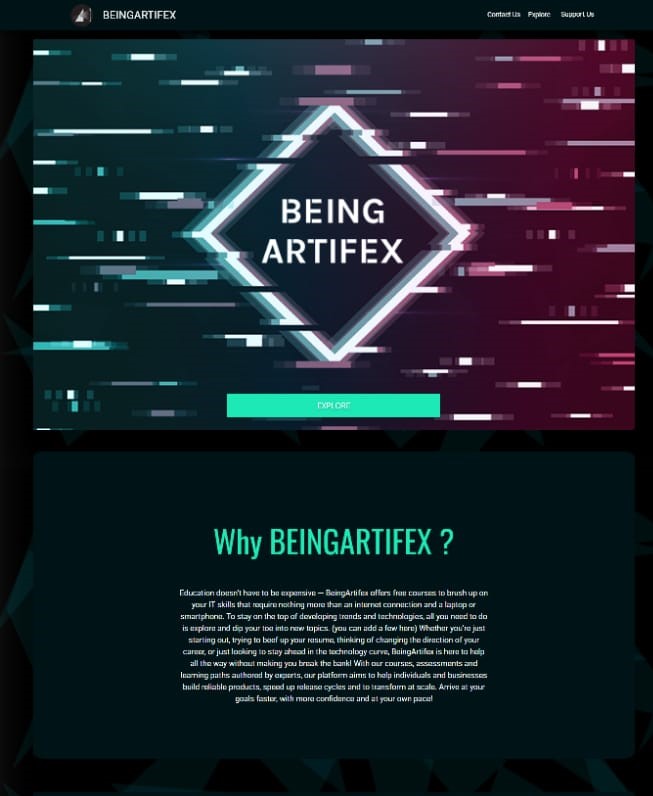 BEINGARTIFEX
Contact Us Explore Support Us
BEING
ARTIFEX
EXPLORE
Why BEINGARTIFEX ?
Education doesn't have to be expensive — BeingArtifex offers free courses to brush up on
your IT skills that require nothing more than an internet connection and a laptop or
smartphone. To stay on the top of developing trends and technologies, all you need to do
is explore and dip your toe into new topics. (you can add a few here) Whether you're just
starting out, trying to beef up your resume, thinking of changing the direction of your
career, or just looking to stay ahead in the technology curve, BeingArtifex is here to help
all the way without making you break the bank! With our courses, assessments and
learning paths authored by experts, our platform aims to help individuals and businesses
build reliable products, speed up release cycles and to transform at scale. Arrive at your
goals faster, with more confidence and at your own pace!